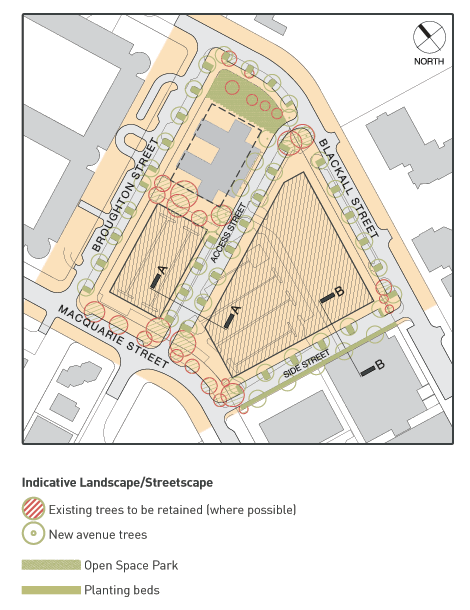 NORTH
BROUGHTON STREET
BLACKALL STREET
ACCESS STREET
A
A
B
MACQUARIE STREET
SIDE STREET
B
Indicative Landscape/Streetscape
Existing trees to be retained (where possible)
New avenue trees
Open Space Park
Planting beds